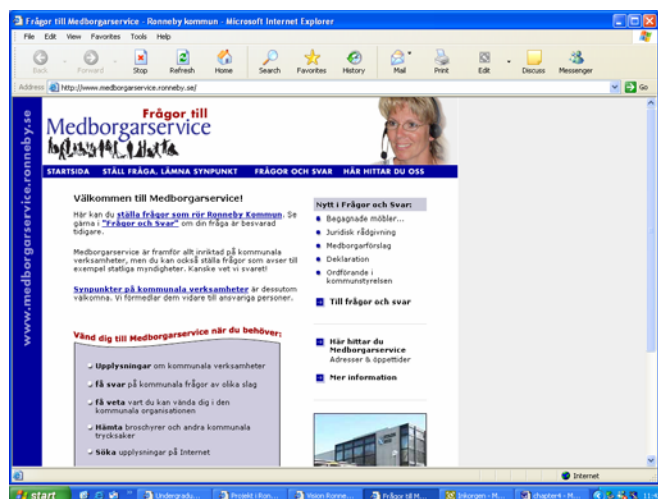 Frågor till Medborgarservice - Ronneby kommun - Microsoft Internet Explorer
File Edit View Favorites Tools Help
Back Forward Stop Refresh Home Search Favorites History Mail Print Edit Discuss Messenger
Address http://www.medborgarservice.ronneby.se/ Go
www.medborgarservice.ronneby.se
Frågor till
Medborgarservice
STARTSIDA STÄLL FRÅGA, LÄMNA SYNPUNKT FRÅGOR OCH SVAR HÄR HITTAR DU OSS
Välkommen till Medborgarservice!
Här kan du ställa frågor som rör Ronneby Kommun. Se
gärna i "Frågor och Svar" om din fråga är besvarad
tidigare.
Medborgarservice är framför allt inriktad på kommunala
verksamheter, men du kan också ställa frågor som avser till
exempel statliga myndigheter. Kanske vet vi svaret!
Synpunkter på kommunala verksamheter är dessutom
välkomna. Vi förmedlar dem vidare till ansvariga personer.
Vänd dig till Medborgarservice när du behöver:
Upplysningar om kommunala verksamheter
få svar på kommunala frågor av olika slag
få veta vart du kan vända dig i den
kommunala organisationen
Hämta broschyrer och andra kommunala
trycksaker
Söka upplysningar på Internet
Nytt i Frågor och Svar:
Begagnade möbler...
Juridisk rådgivning
Medborgarförslag
Deklaration
Ordförande i
kommunstyrelsen
Till frågor och svar
Här hittar du
Medborgarservice
Adresser & öppettider
Mer information
Internet
start Undergradu... Projekt i Ron... Vision Ronne... Frågor till M... Inkorgen - M... chapter4 - M...